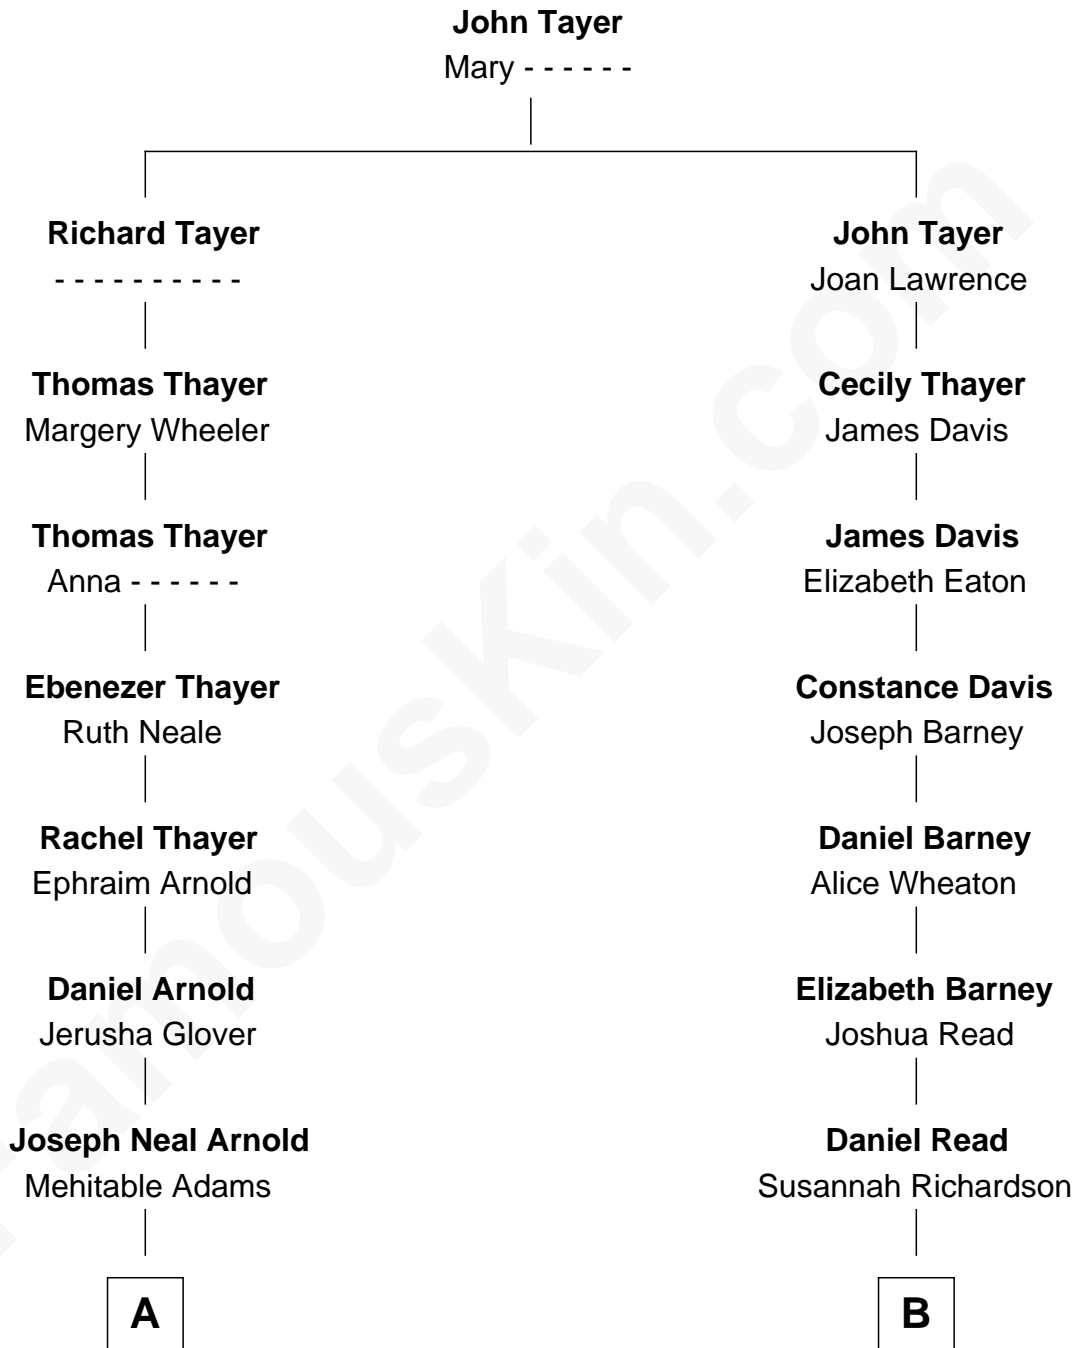 John Tayer
Mary - - - - - -
Richard Tayer
- - - - - - - - - -
John Tayer
Joan Lawrence
Thomas Thayer
Margery Wheeler
Cecily Thayer
James Davis
Thomas Thayer
Anna - - - - - -
James Davis
Elizabeth Eaton
Ebenezer Thayer
Ruth Neale
Constance Davis
Joseph Barney
Rachel Thayer
Ephraim Arnold
Daniel Barney
Alice Wheaton
Daniel Arnold
Jerusha Glover
Elizabeth Barney
Joshua Read
Joseph Neal Arnold
Mehitable Adams
Daniel Read
Susannah Richardson
A
B
FamousKin.com